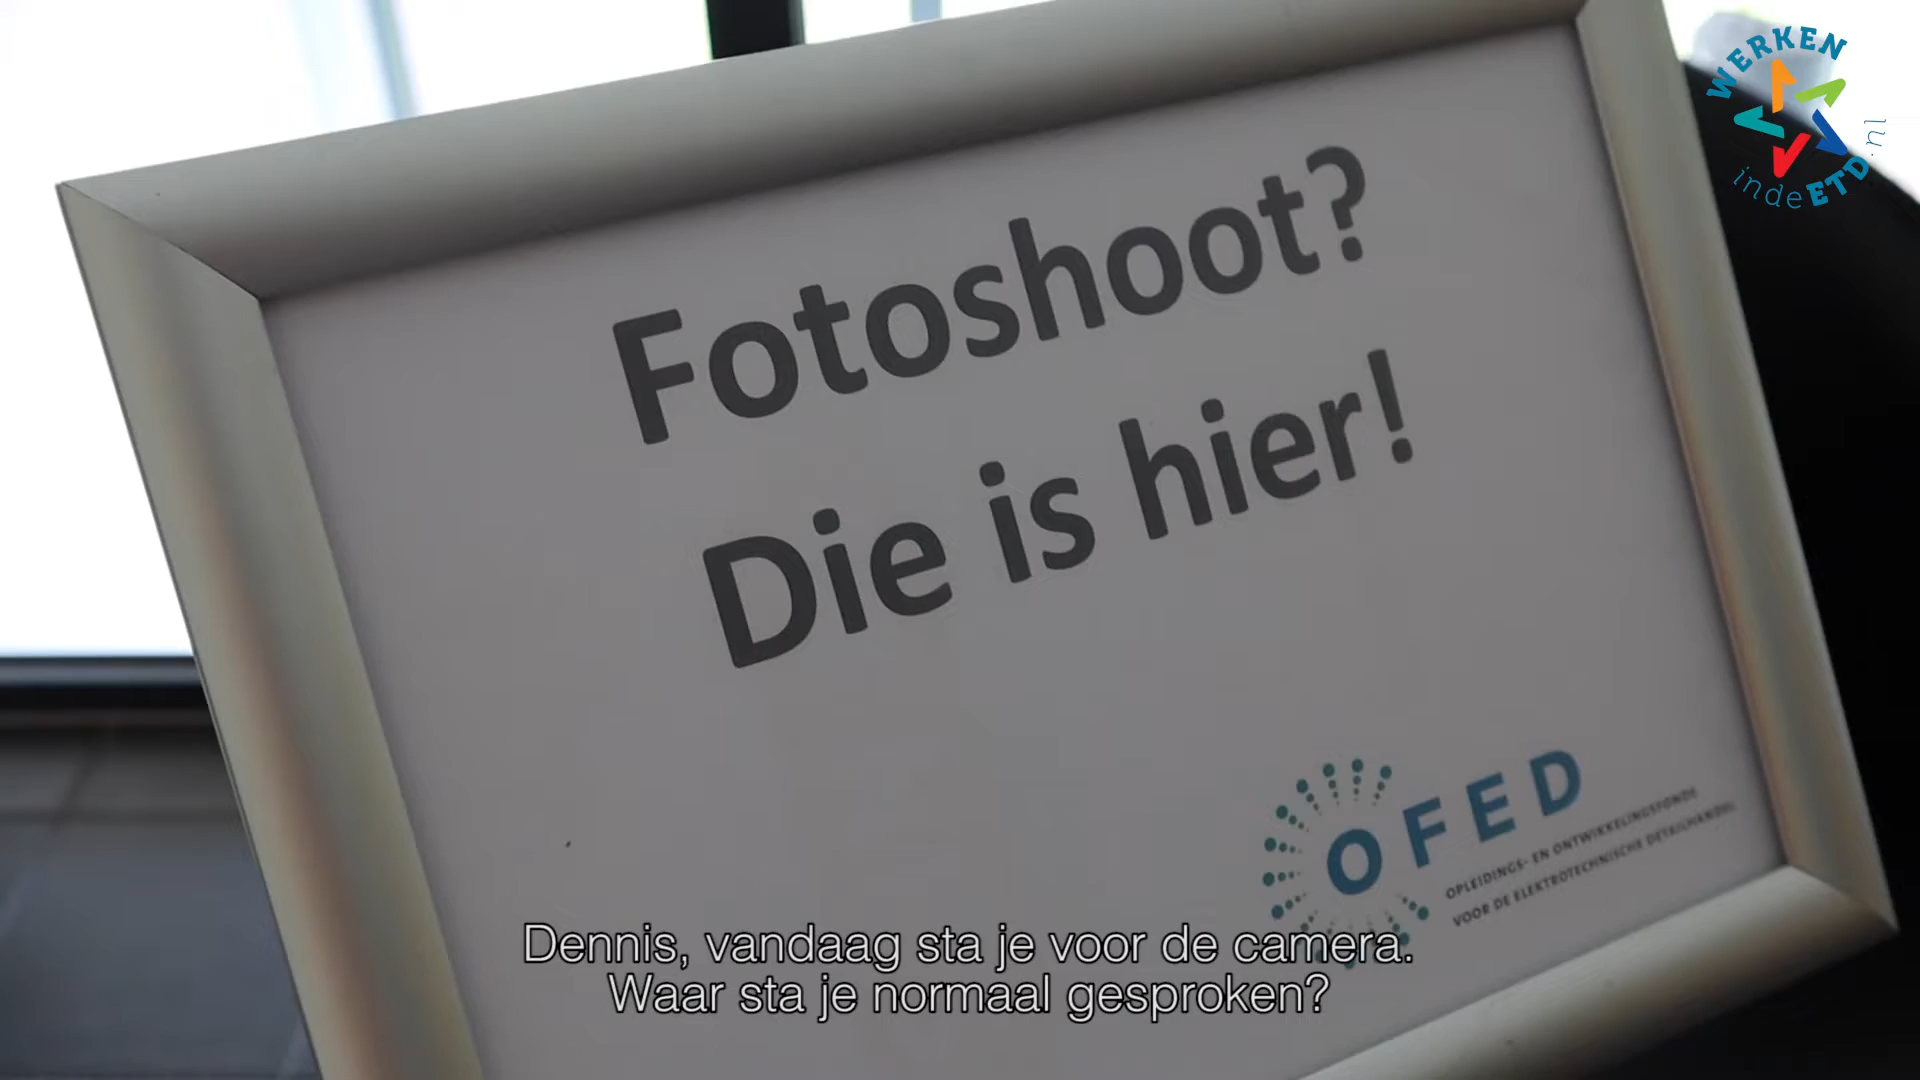 WERKEN
indeETD.nl
Fotoshoot?
Die is hier!
OFED
OPLEIDINGS- EN ONTWIKKELINGSFONDS
VOOR DE ELEKTROTECHNISCHE DETAILHANDEL
Dennis, vandaag sta je voor de camera.
Waar sta je normaal gesproken?